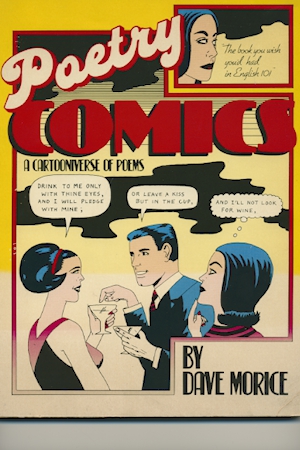 Poetry
"The book you wish
you'd had
in English 101"
COMICS
A CARTOONIVERSE OF POEMS
DRINK TO ME ONLY
WITH THINE EYES,
AND I WILL PLEDGE
WITH MINE;
OR LEAVE A KISS
BUT IN THE CUP,
AND I'LL NOT LOOK
FOR WINE.
BY
DAVE MORICE